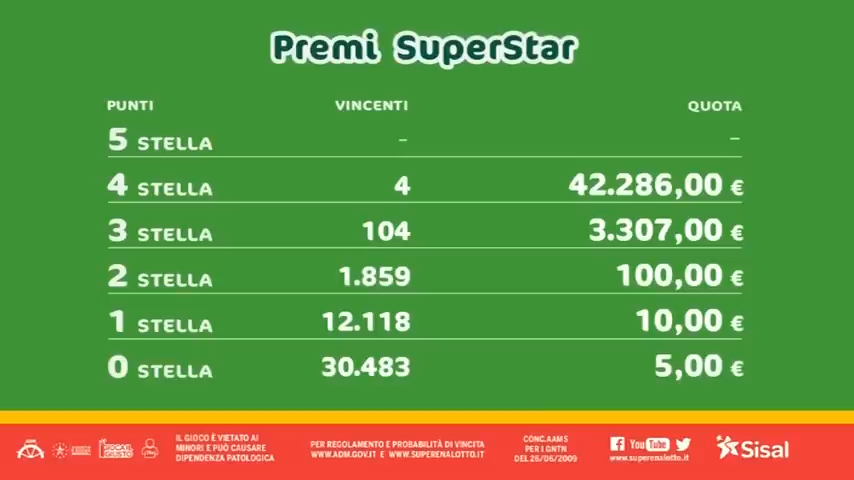 Premi SuperStar
PUNTI VINCENTI QUOTA
5 STELLA - -
4 STELLA 4 42.286,00 €
3 STELLA 104 3.307,00 €
2 STELLA 1.859 100,00 €
1 STELLA 12.118 10,00 €
0 STELLA 30.483 5,00 €
IL GIOCO È VIETATO AI
MINORI E PUÒ CAUSARE
DIPENDENZA PATOLOGICA
PER REGOLAMENTO E PROBABILITÀ DI VINCITA
WWW.ADM.GOV.IT E WWW.SUPERENALOTTO.IT
CONC.AAMS
PER I GNTN
DEL 26/06/2009
You Tube
www.superenalotto.it
Sisal